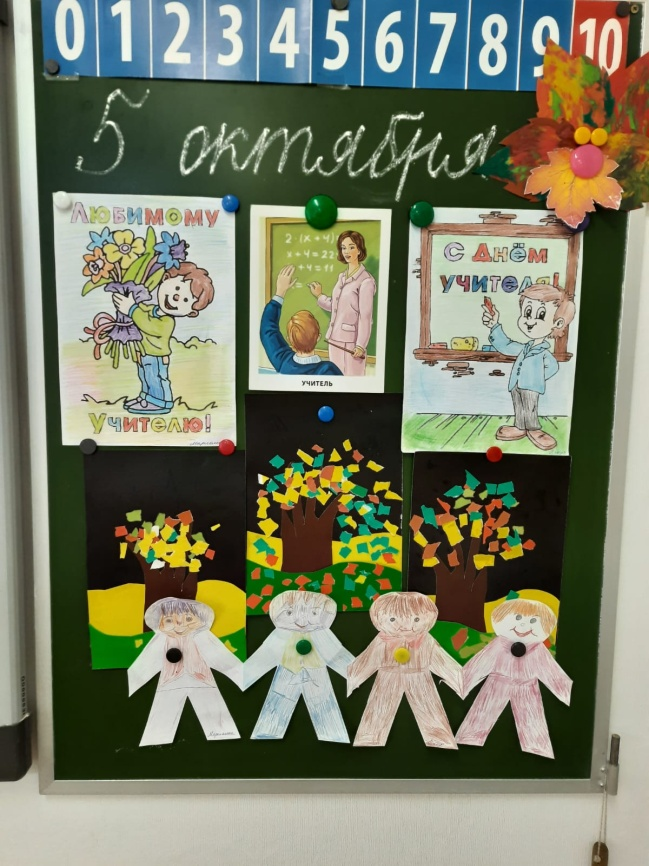 0 1 2 3 4 5 6 7 8 9 10
5 октября
Любимому
Учителю!
2·(x+4)
x+4=22
+4=11
=
УЧИТЕЛЬ
С Днём
учителя!